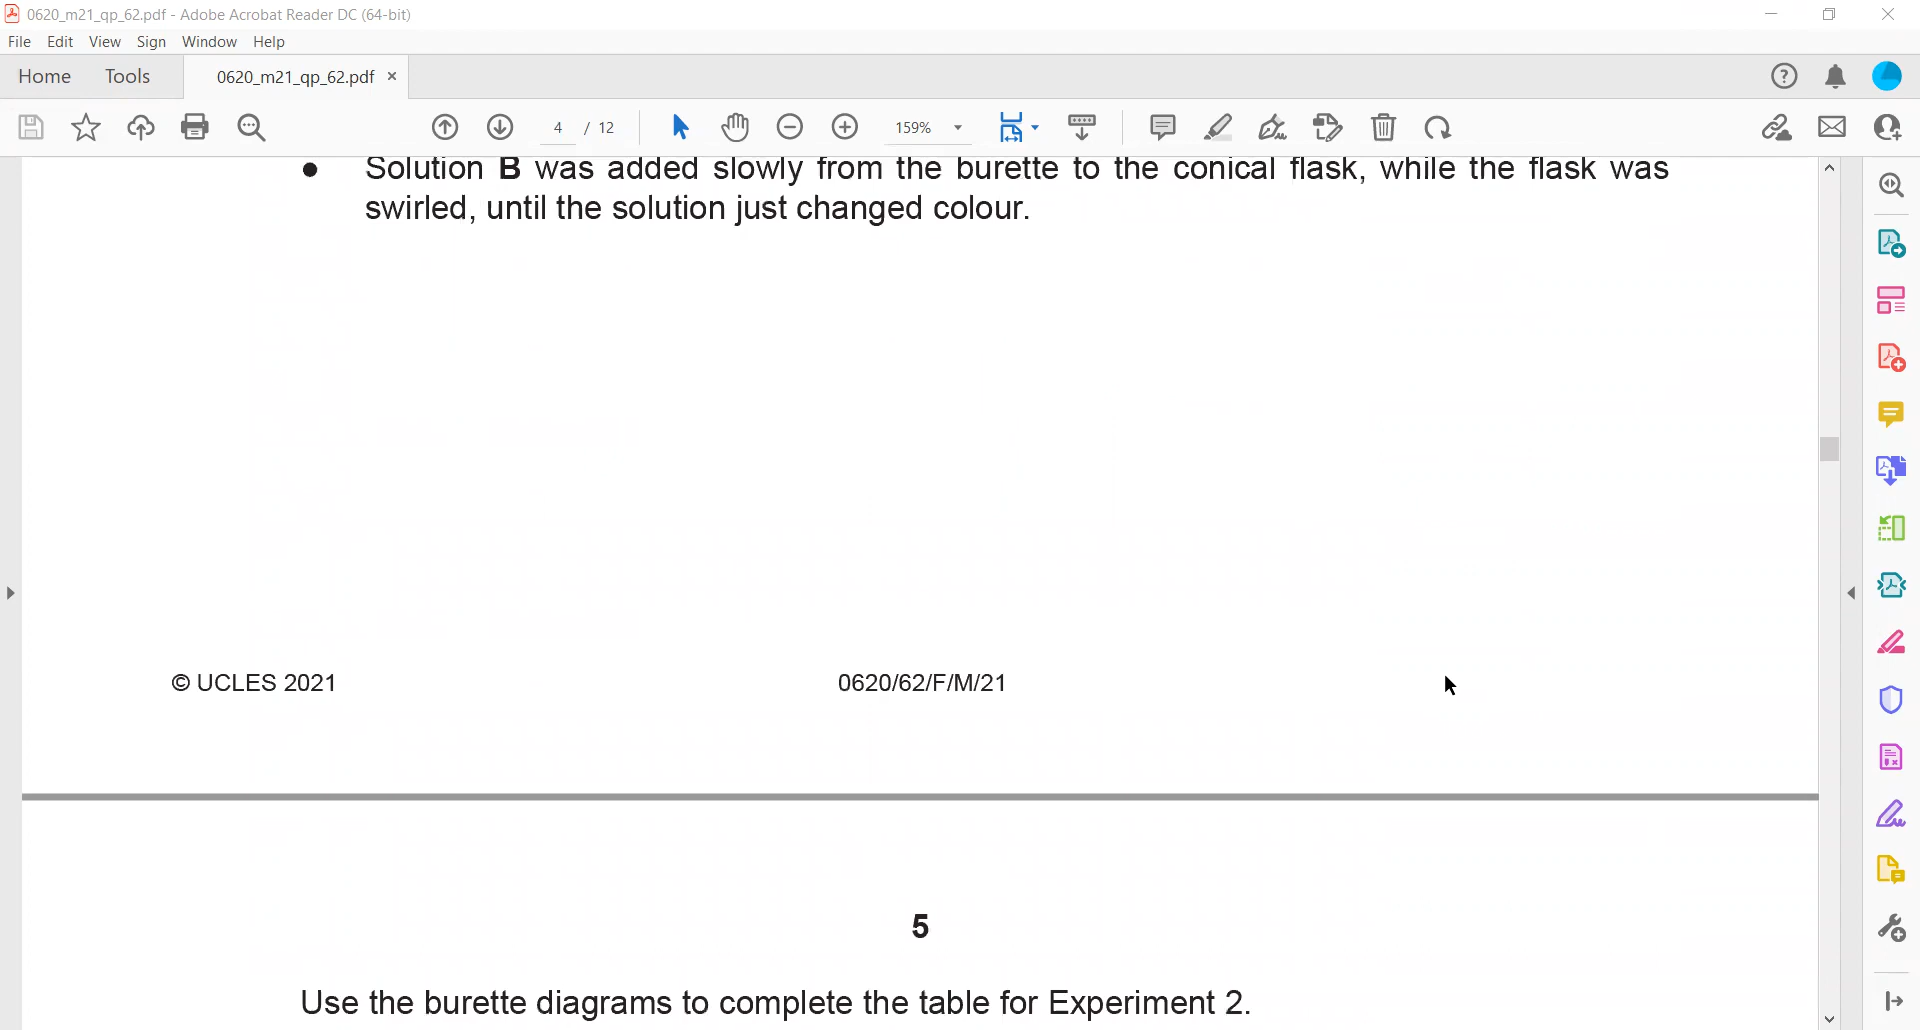 0620_m21_qp_62.pdf - Adobe Acrobat Reader DC (64-bit)
File Edit View Sign Window Help
Home Tools 0620_m21_qp_62.pdf ×
4 / 12 159%
• Solution B was added slowly from the burette to the conical flask, while the flask was
swirled, until the solution just changed colour.
© UCLES 2021 0620/62/F/M/21
5
Use the burette diagrams to complete the table for Experiment 2.